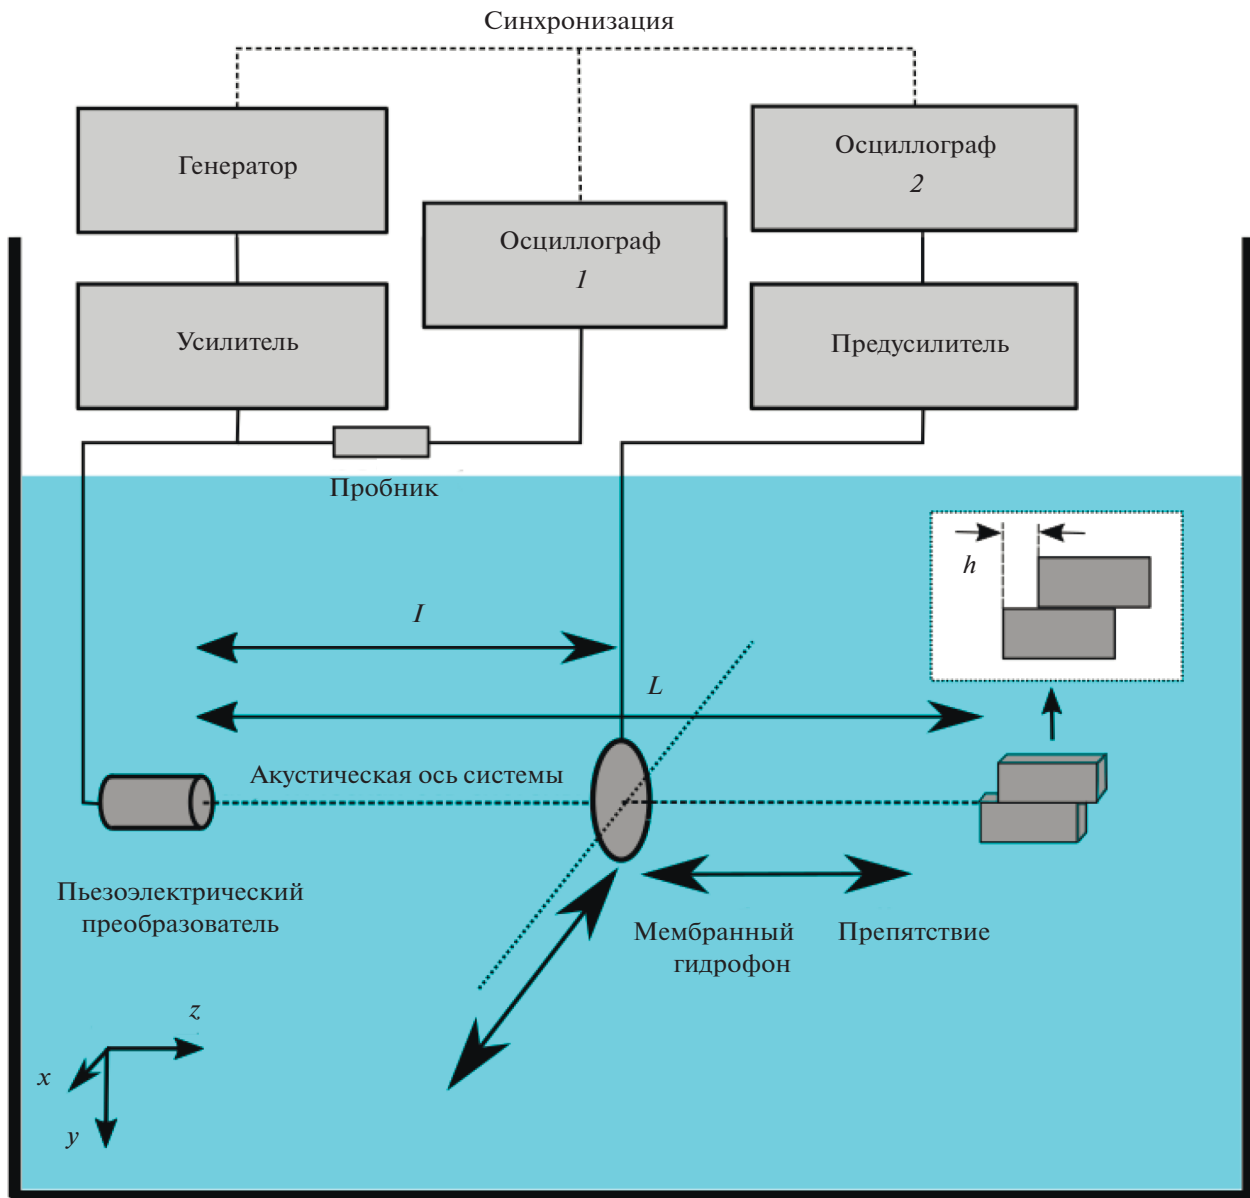 Синхронизация
Генератор
Осциллограф
2
Осциллограф
1
Усилитель
Предусилитель
Пробник
h
I
L
Акустическая ось системы
Пьезоэлектрический
преобразователь
Мембранный
гидрофон
Препятствие
z
x
y